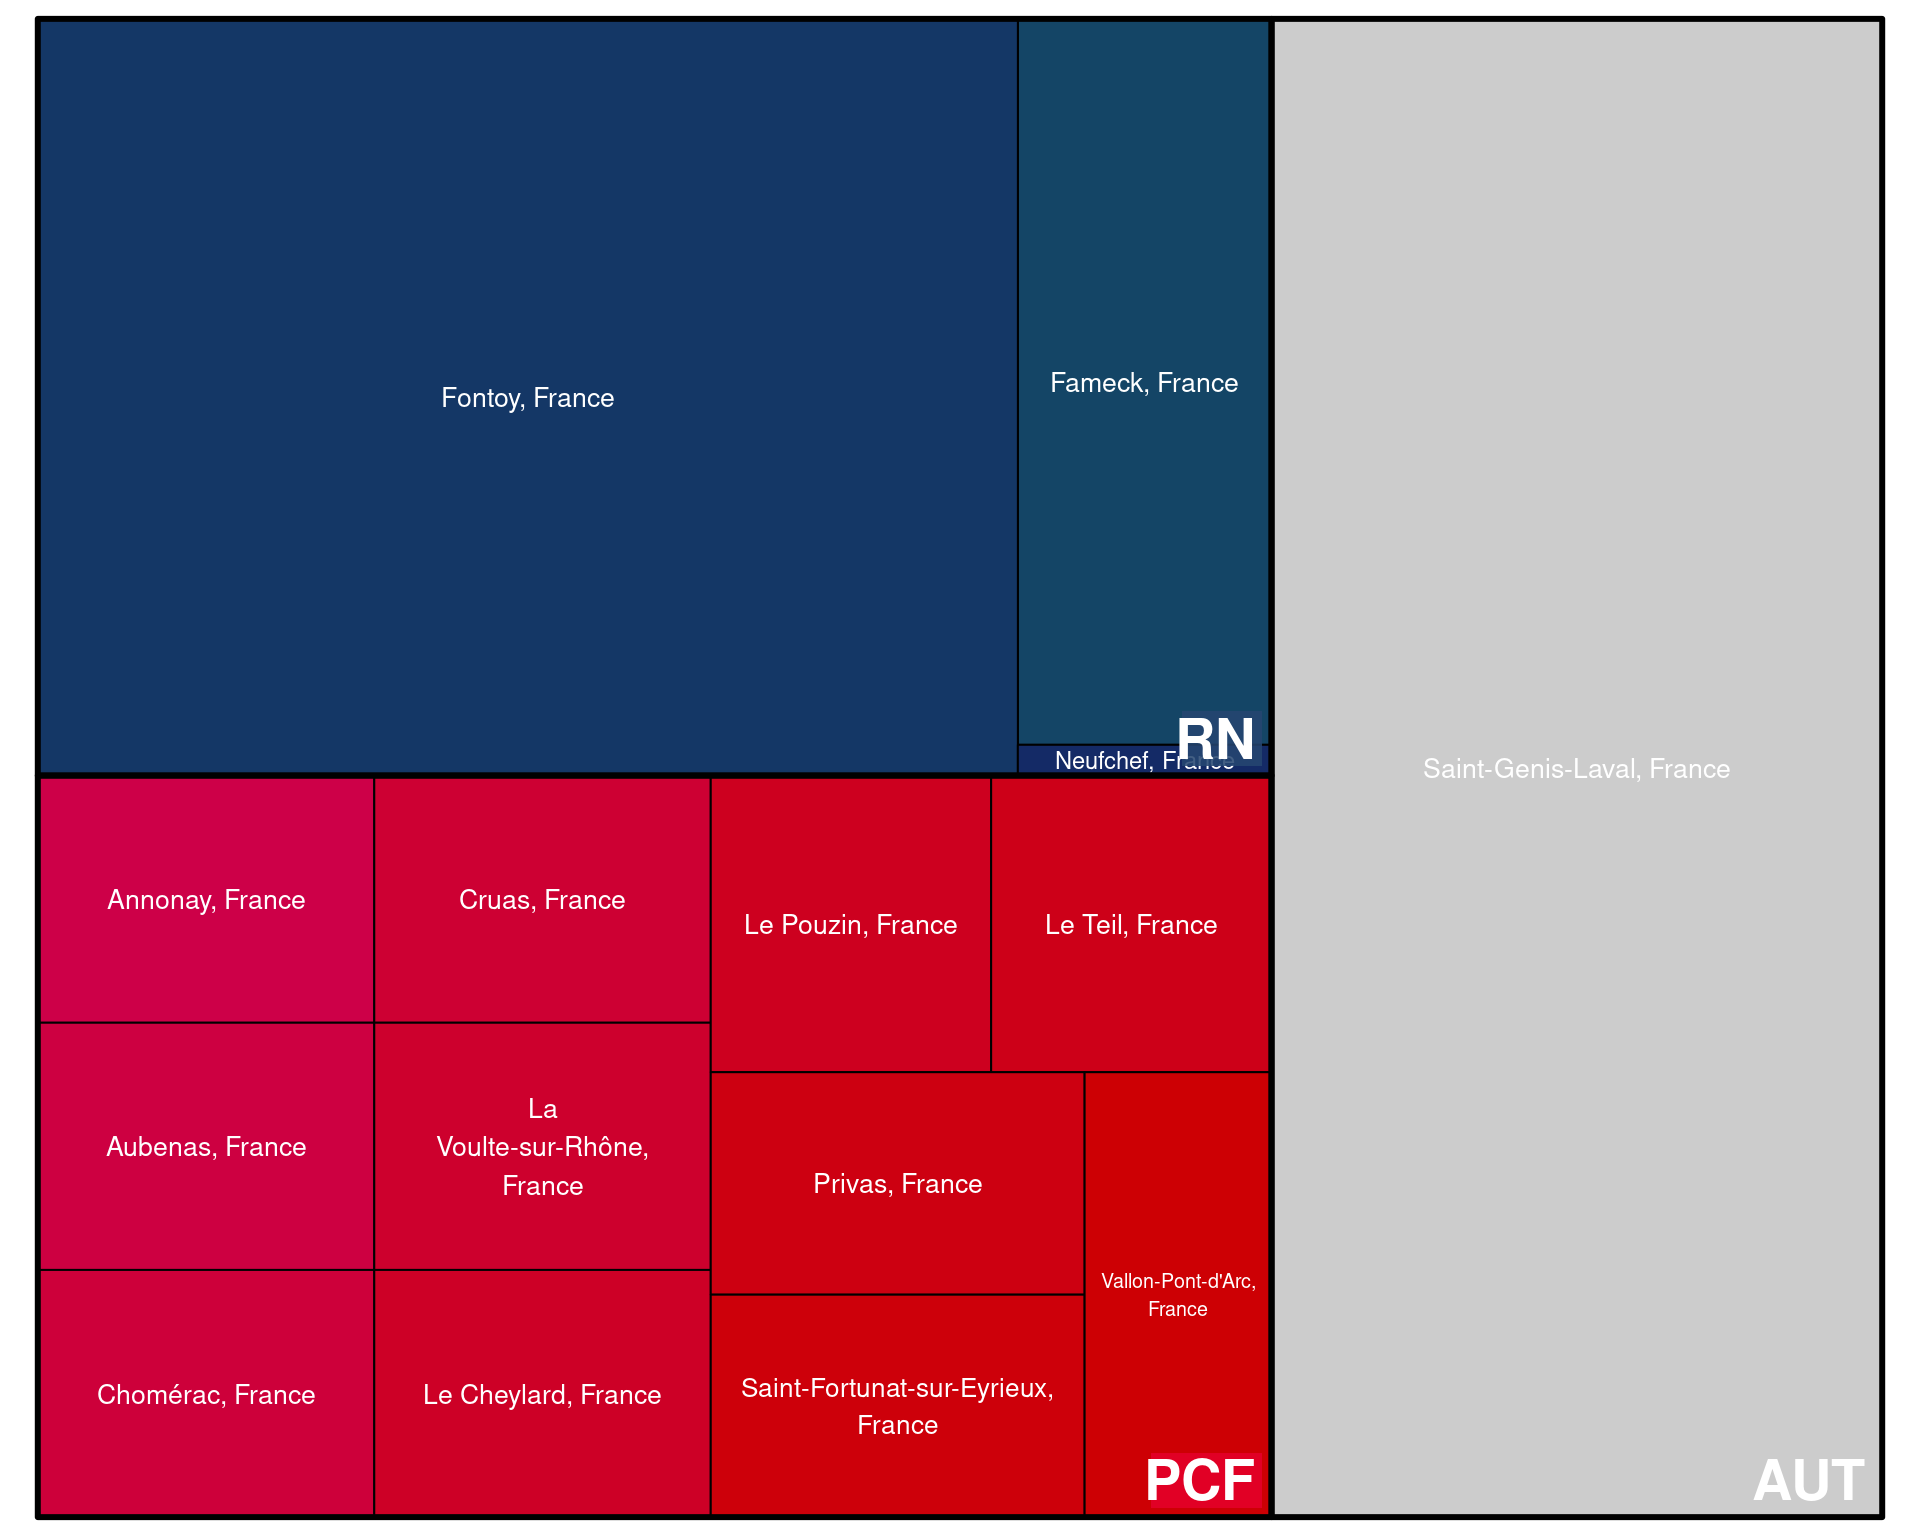 Fontoy, France
Fameck, France
RN
Neufchef, France
Saint-Genis-Laval, France
Annonay, France
Cruas, France
Le Pouzin, France
Le Teil, France
Aubenas, France
La
Voulte-sur-Rhône,
France
Privas, France
Vallon-Pont-d'Arc,
France
Chomérac, France
Le Cheylard, France
Saint-Fortunat-sur-Eyrieux,
France
PCF
AUT